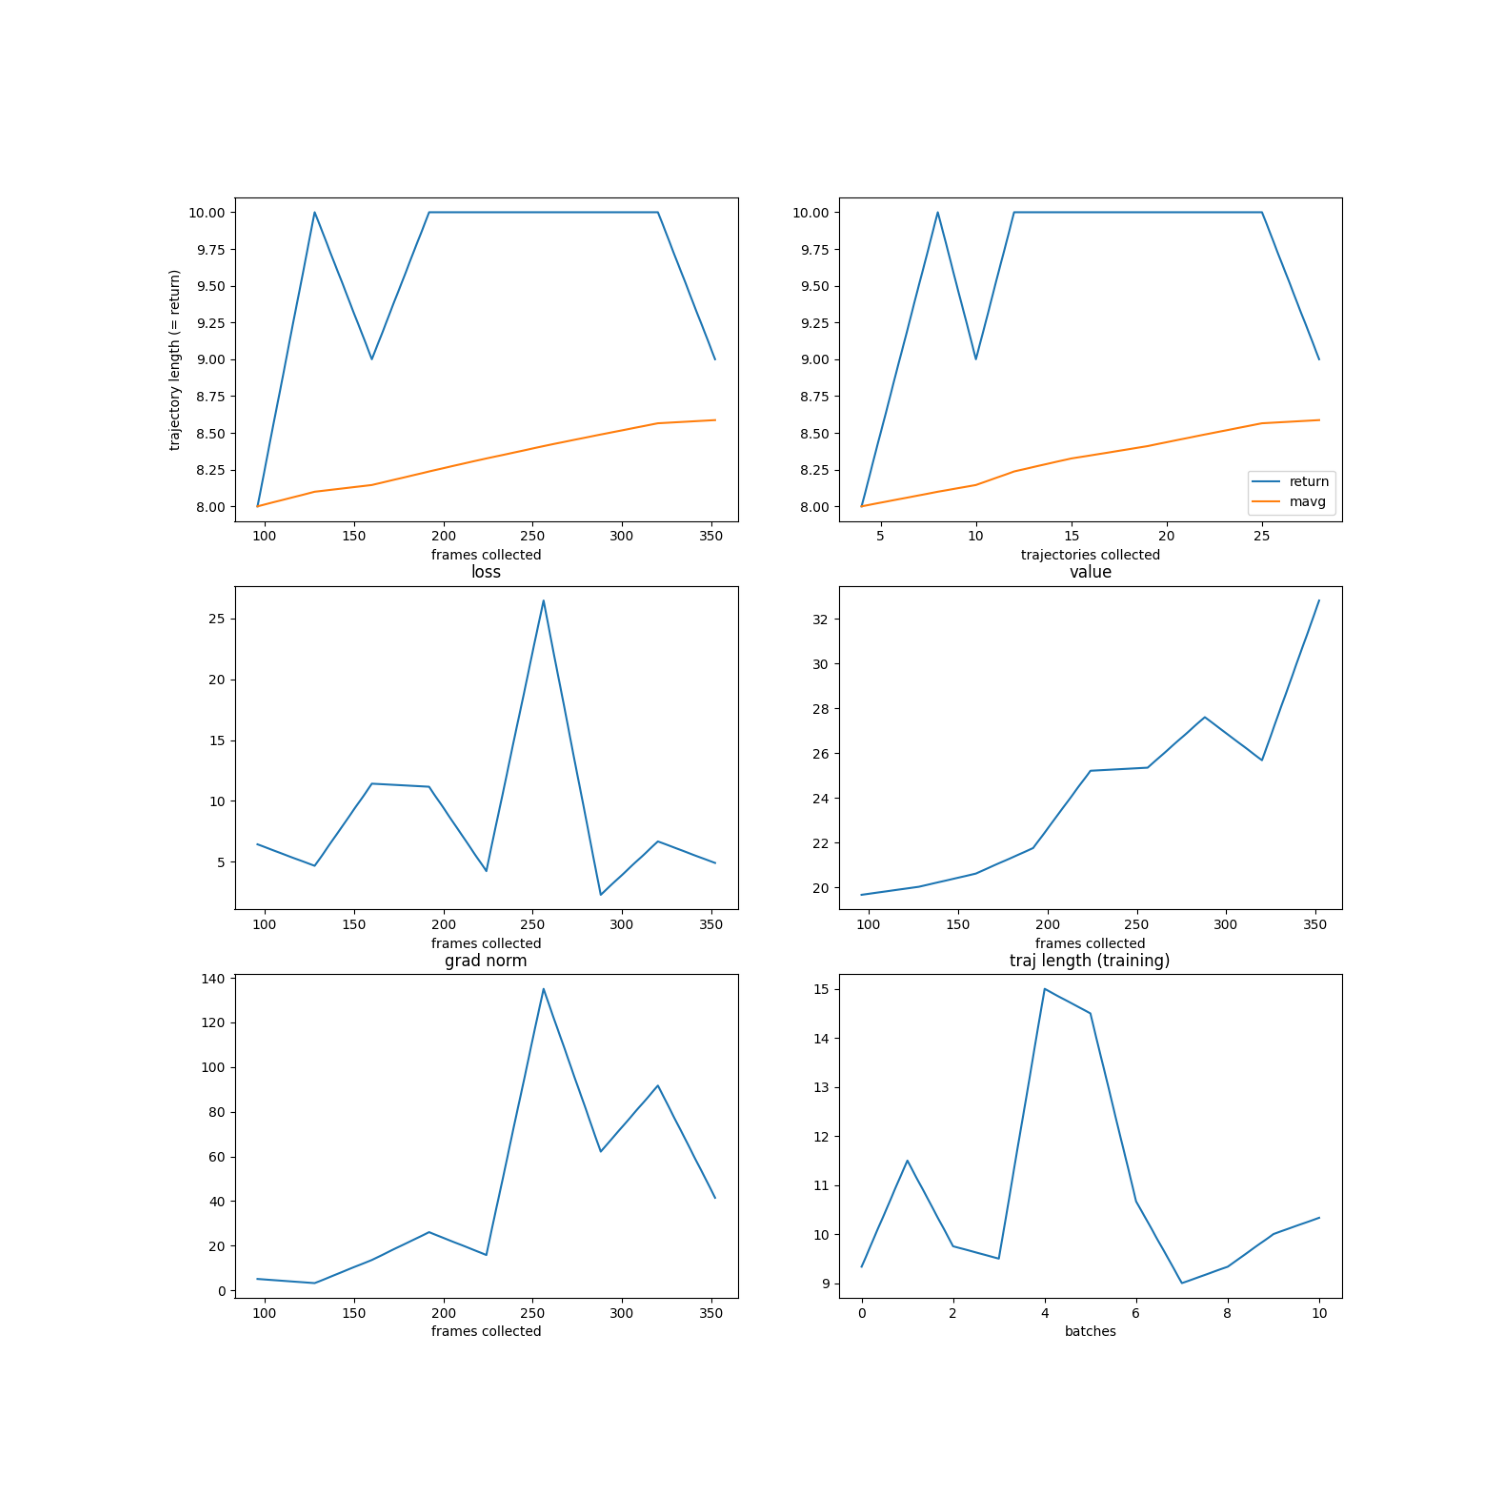 10.00
9.75
9.50
9.25
9.00
8.75
8.50
8.25
8.00
trajectory length (= return)
100 150 200 250 300 350
frames collected
10.00
9.75
9.50
9.25
9.00
8.75
8.50
8.25
8.00
return
mavg
5 10 15 20 25
trajectories collected
loss
25
20
15
10
5
100 150 200 250 300 350
frames collected
value
32
30
28
26
24
22
20
100 150 200 250 300 350
frames collected
grad norm
140
120
100
80
60
40
20
0
100 150 200 250 300 350
frames collected
traj length (training)
15
14
13
12
11
10
9
0 2 4 6 8 10
batches